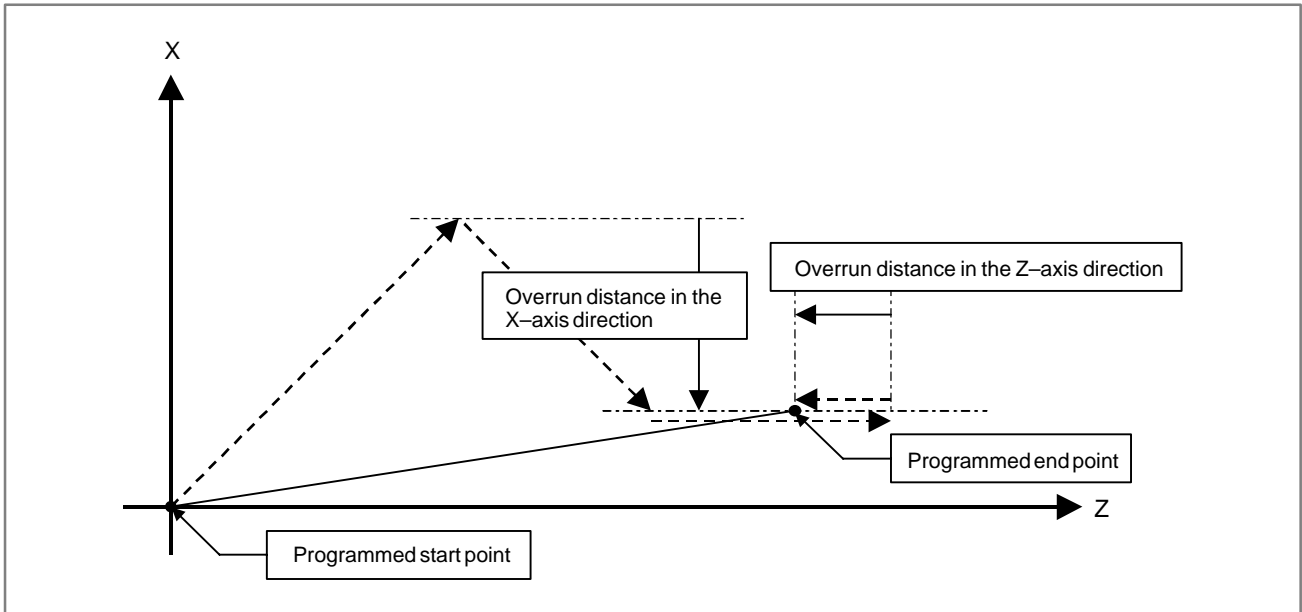 X
Overrun distance in the Z–axis direction
Overrun distance in the
X–axis direction
Programmed end point
Z
Programmed start point